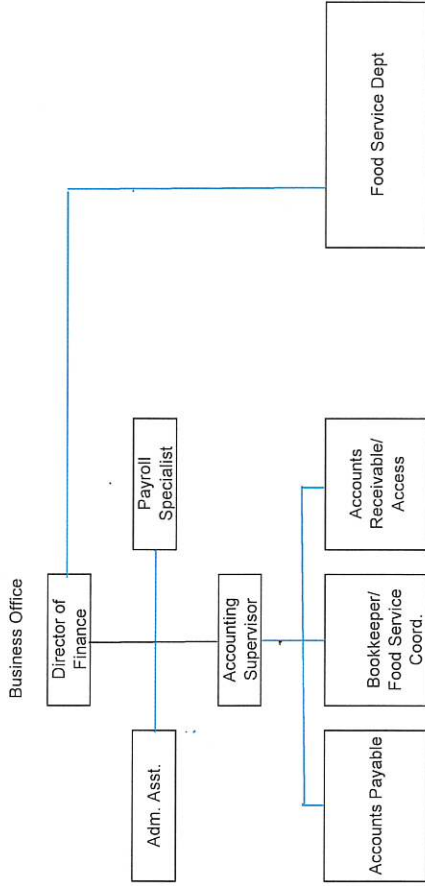 Business Office
Director of
Finance
Adm. Asst.
Payroll
Specialist
Accounting
Supervisor
Accounts Payable
Bookkeeper/
Food Service
Coord.
Accounts
Receivable/
Access
Food Service Dept